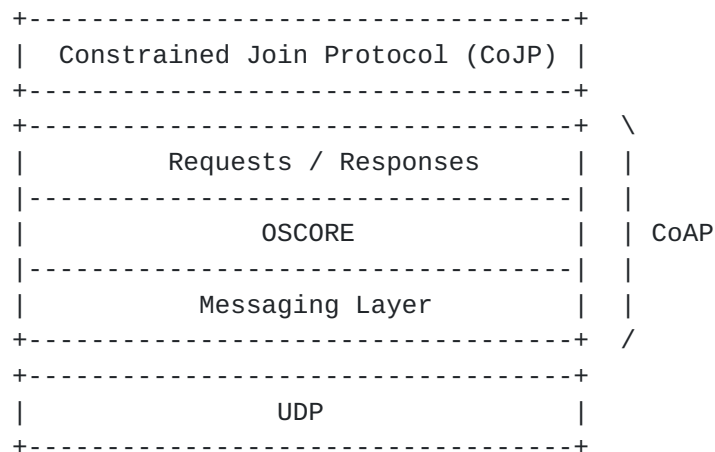 Constrained Join Protocol (CoJP)
Requests / Responses
OSCORE
CoAP
Messaging Layer
UDP